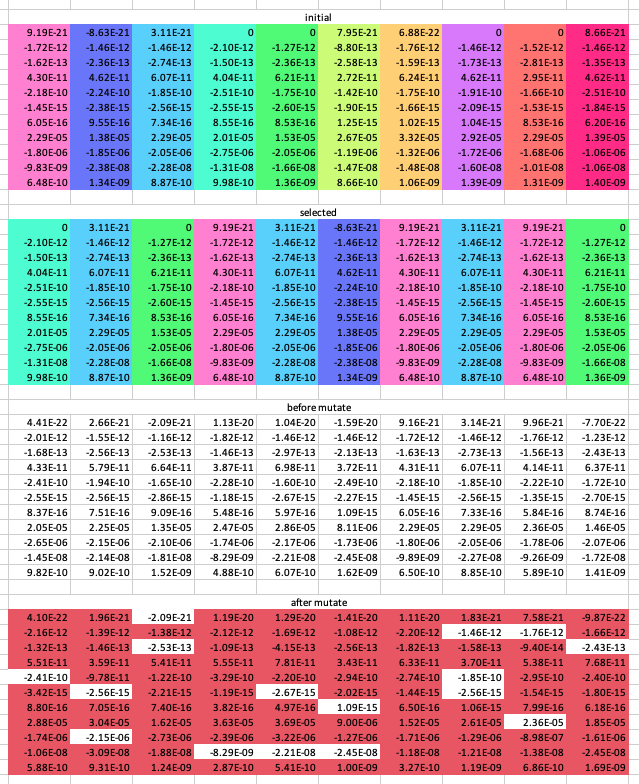 initial
9.19E-21 -8.63E-21 3.11E-21 0 0 7.95E-21 6.88E-22 0 0 8.66E-21
-1.72E-12 -1.46E-12 -1.46E-12 -2.10E-12 -1.27E-12 -8.80E-13 -1.76E-12 -1.46E-12 -1.52E-12 -1.46E-12
-1.62E-13 -2.36E-13 -2.74E-13 -1.50E-13 -2.36E-13 -2.58E-13 -1.59E-13 -1.73E-13 -2.81E-13 -1.35E-13
4.30E-11 4.62E-11 6.07E-11 4.04E-11 6.21E-11 2.72E-11 6.24E-11 4.62E-11 2.95E-11 4.62E-11
-2.18E-10 -2.24E-10 -1.85E-10 -2.51E-10 -1.75E-10 -1.42E-10 -1.75E-10 -1.91E-10 -1.66E-10 -2.51E-10
-1.45E-15 -2.38E-15 -2.56E-15 -2.55E-15 -2.60E-15 -1.90E-15 -1.66E-15 -2.09E-15 -1.53E-15 -1.84E-15
6.05E-16 9.55E-16 7.34E-16 8.55E-16 8.53E-16 1.25E-15 1.02E-15 1.04E-15 8.53E-16 6.20E-16
2.29E-05 1.38E-05 2.29E-05 2.01E-05 1.53E-05 2.67E-05 3.32E-05 2.92E-05 2.29E-05 1.39E-05
-1.80E-06 -1.85E-06 -2.05E-06 -2.75E-06 -2.05E-06 -1.19E-06 -1.32E-06 -1.72E-06 -1.68E-06 -1.06E-06
-9.83E-09 -2.38E-08 -2.28E-08 -1.31E-08 -1.66E-08 -1.47E-08 -1.48E-08 -1.60E-08 -1.01E-08 -1.06E-08
6.48E-10 1.34E-09 8.87E-10 9.98E-10 1.36E-09 8.66E-10 1.06E-09 1.39E-09 1.31E-09 1.40E-09
selected
0 3.11E-21 0 9.19E-21 3.11E-21 -8.63E-21 9.19E-21 3.11E-21 9.19E-21 0
-2.10E-12 -1.46E-12 -1.27E-12 -1.72E-12 -1.46E-12 -1.46E-12 -1.72E-12 -1.46E-12 -1.72E-12 -1.27E-12
-1.50E-13 -2.74E-13 -2.36E-13 -1.62E-13 -2.74E-13 -2.36E-13 -1.62E-13 -2.74E-13 -1.62E-13 -2.36E-13
4.04E-11 6.07E-11 6.21E-11 4.30E-11 6.07E-11 4.62E-11 4.30E-11 6.07E-11 4.30E-11 6.21E-11
-2.51E-10 -1.85E-10 -1.75E-10 -2.18E-10 -1.85E-10 -2.24E-10 -2.18E-10 -1.85E-10 -2.18E-10 -1.75E-10
-2.55E-15 -2.56E-15 -2.60E-15 -1.45E-15 -2.56E-15 -2.38E-15 -1.45E-15 -2.56E-15 -1.45E-15 -2.60E-15
8.55E-16 7.34E-16 8.53E-16 6.05E-16 7.34E-16 9.55E-16 6.05E-16 7.34E-16 6.05E-16 8.53E-16
2.01E-05 2.29E-05 1.53E-05 2.29E-05 2.29E-05 1.38E-05 2.29E-05 2.29E-05 2.29E-05 1.53E-05
-2.75E-06 -2.05E-06 -2.05E-06 -1.80E-06 -2.05E-06 -1.85E-06 -1.80E-06 -2.05E-06 -1.80E-06 -2.05E-06
-1.31E-08 -2.28E-08 -1.66E-08 -9.83E-09 -2.28E-08 -2.38E-08 -9.83E-09 -2.28E-08 -9.83E-09 -1.66E-08
9.98E-10 8.87E-10 1.36E-09 6.48E-10 8.87E-10 1.34E-09 6.48E-10 8.87E-10 6.48E-10 1.36E-09
before mutate
4.41E-22 2.66E-21 -2.09E-21 1.13E-20 1.04E-20 -1.59E-20 9.16E-21 3.14E-21 9.96E-21 -7.70E-22
-2.01E-12 -1.55E-12 -1.16E-12 -1.82E-12 -1.46E-12 -1.46E-12 -1.72E-12 -1.46E-12 -1.76E-12 -1.23E-12
-1.68E-13 -2.56E-13 -2.53E-13 -1.46E-13 -2.97E-13 -2.13E-13 -1.63E-13 -2.73E-13 -1.56E-13 -2.43E-13
4.33E-11 5.79E-11 6.64E-11 3.87E-11 6.98E-11 3.72E-11 4.31E-11 6.07E-11 4.14E-11 6.37E-11
-2.41E-10 -1.94E-10 -1.65E-10 -2.28E-10 -1.60E-10 -2.49E-10 -2.18E-10 -1.85E-10 -2.22E-10 -1.72E-10
-2.55E-15 -2.56E-15 -2.86E-15 -1.18E-15 -2.67E-15 -2.27E-15 -1.45E-15 -2.56E-15 -1.35E-15 -2.70E-15
8.37E-16 7.51E-16 9.09E-16 5.48E-16 5.97E-16 1.09E-15 6.05E-16 7.33E-16 5.84E-16 8.74E-16
2.05E-05 2.25E-05 1.35E-05 2.47E-05 2.86E-05 8.11E-06 2.29E-05 2.29E-05 2.36E-05 1.46E-05
-2.65E-06 -2.15E-06 -2.10E-06 -1.74E-06 -2.17E-06 -1.73E-06 -1.80E-06 -2.05E-06 -1.78E-06 -2.07E-06
-1.45E-08 -2.14E-08 -1.81E-08 -8.29E-09 -2.21E-08 -2.45E-08 -9.89E-09 -2.27E-08 -9.26E-09 -1.72E-08
9.82E-10 9.02E-10 1.52E-09 4.88E-10 6.07E-10 1.62E-09 6.50E-10 8.85E-10 5.89E-10 1.41E-09
after mutate
4.10E-22 1.96E-21 -2.09E-21 1.19E-20 1.29E-20 -1.41E-20 1.11E-20 1.83E-21 7.58E-21 -9.87E-22
-2.16E-12 -1.39E-12 -1.38E-12 -2.12E-12 -1.69E-12 -1.08E-12 -2.20E-12 -1.46E-12 -1.76E-12 -1.66E-12
-1.32E-13 -1.46E-13 -2.53E-13 -1.09E-13 -4.15E-13 -2.56E-13 -1.82E-13 -1.58E-13 -9.40E-14 -2.43E-13
5.51E-11 3.59E-11 5.41E-11 5.55E-11 7.81E-11 3.43E-11 6.33E-11 3.70E-11 5.38E-11 7.68E-11
-2.41E-10 -9.78E-11 -1.22E-10 -3.29E-10 -2.20E-10 -2.94E-10 -2.74E-10 -1.85E-10 -2.95E-10 -2.40E-10
-3.42E-15 -2.56E-15 -2.21E-15 -1.19E-15 -2.67E-15 -2.02E-15 -1.44E-15 -2.56E-15 -1.54E-15 -1.80E-15
8.80E-16 7.05E-16 7.40E-16 3.82E-16 4.97E-16 1.09E-15 6.50E-16 1.06E-15 7.99E-16 6.18E-16
2.88E-05 3.04E-05 1.62E-05 3.63E-05 3.69E-05 9.00E-06 1.52E-05 2.61E-05 2.36E-05 1.85E-05
-1.74E-06 -2.15E-06 -2.73E-06 -2.39E-06 -3.22E-06 -1.27E-06 -1.71E-06 -1.29E-06 -8.98E-07 -1.61E-06
-1.06E-08 -3.09E-08 -1.88E-08 -8.29E-09 -2.21E-08 -2.45E-08 -1.18E-08 -1.21E-08 -1.38E-08 -2.45E-08
5.88E-10 9.31E-10 1.24E-09 2.87E-10 5.41E-10 1.00E-09 3.27E-10 1.19E-09 6.86E-10 1.69E-09